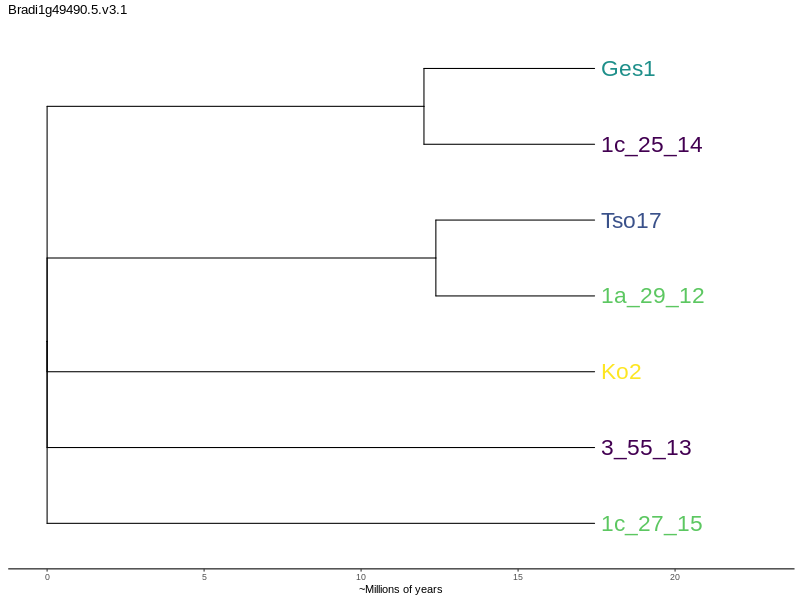 Bradi1g49490.5.v3.1
Ges1
1c_25_14
Tso17
1a_29_12
Ko2
3_55_13
1c_27_15
0 5 10 15 20
~Millions of years